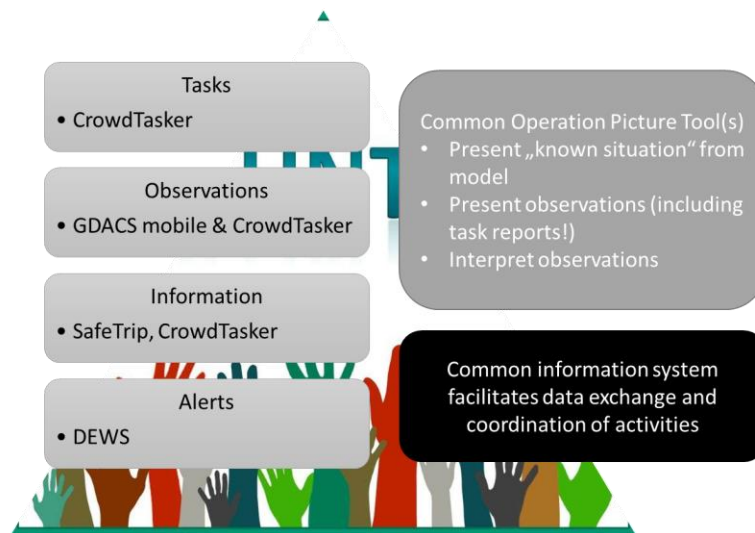 Tasks
• CrowdTasker
Observations
• GDACS mobile & CrowdTasker
Information
• SafeTrip, CrowdTasker
Alerts
• DEWS
Common Operation Picture Tool(s)
• Present „known situation“ from
model
• Present observations (including
task reports!)
• Interpret observations
Common information system
facilitates data exchange and
coordination of activities